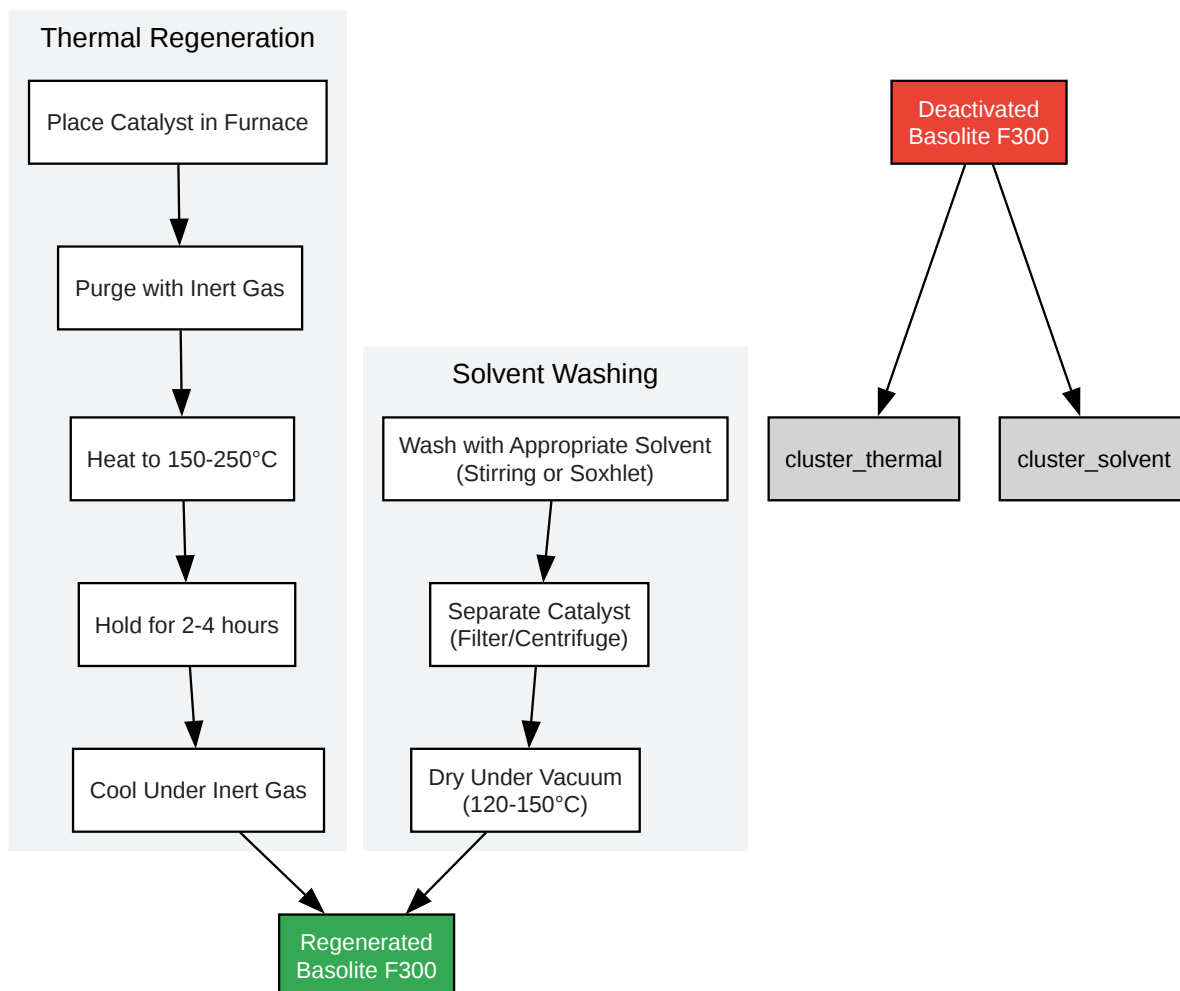 Thermal Regeneration
Place Catalyst in Furnace
Purge with Inert Gas
Heat to 150-250°C
Hold for 2-4 hours
Cool Under Inert Gas
Solvent Washing
Wash with Appropriate Solvent
(Stirring or Soxhlet)
Separate Catalyst
(Filter/Centrifuge)
Dry Under Vacuum
(120-150°C)
Regenerated
Basolite F300
Deactivated
Basolite F300
cluster_thermal
cluster_solvent